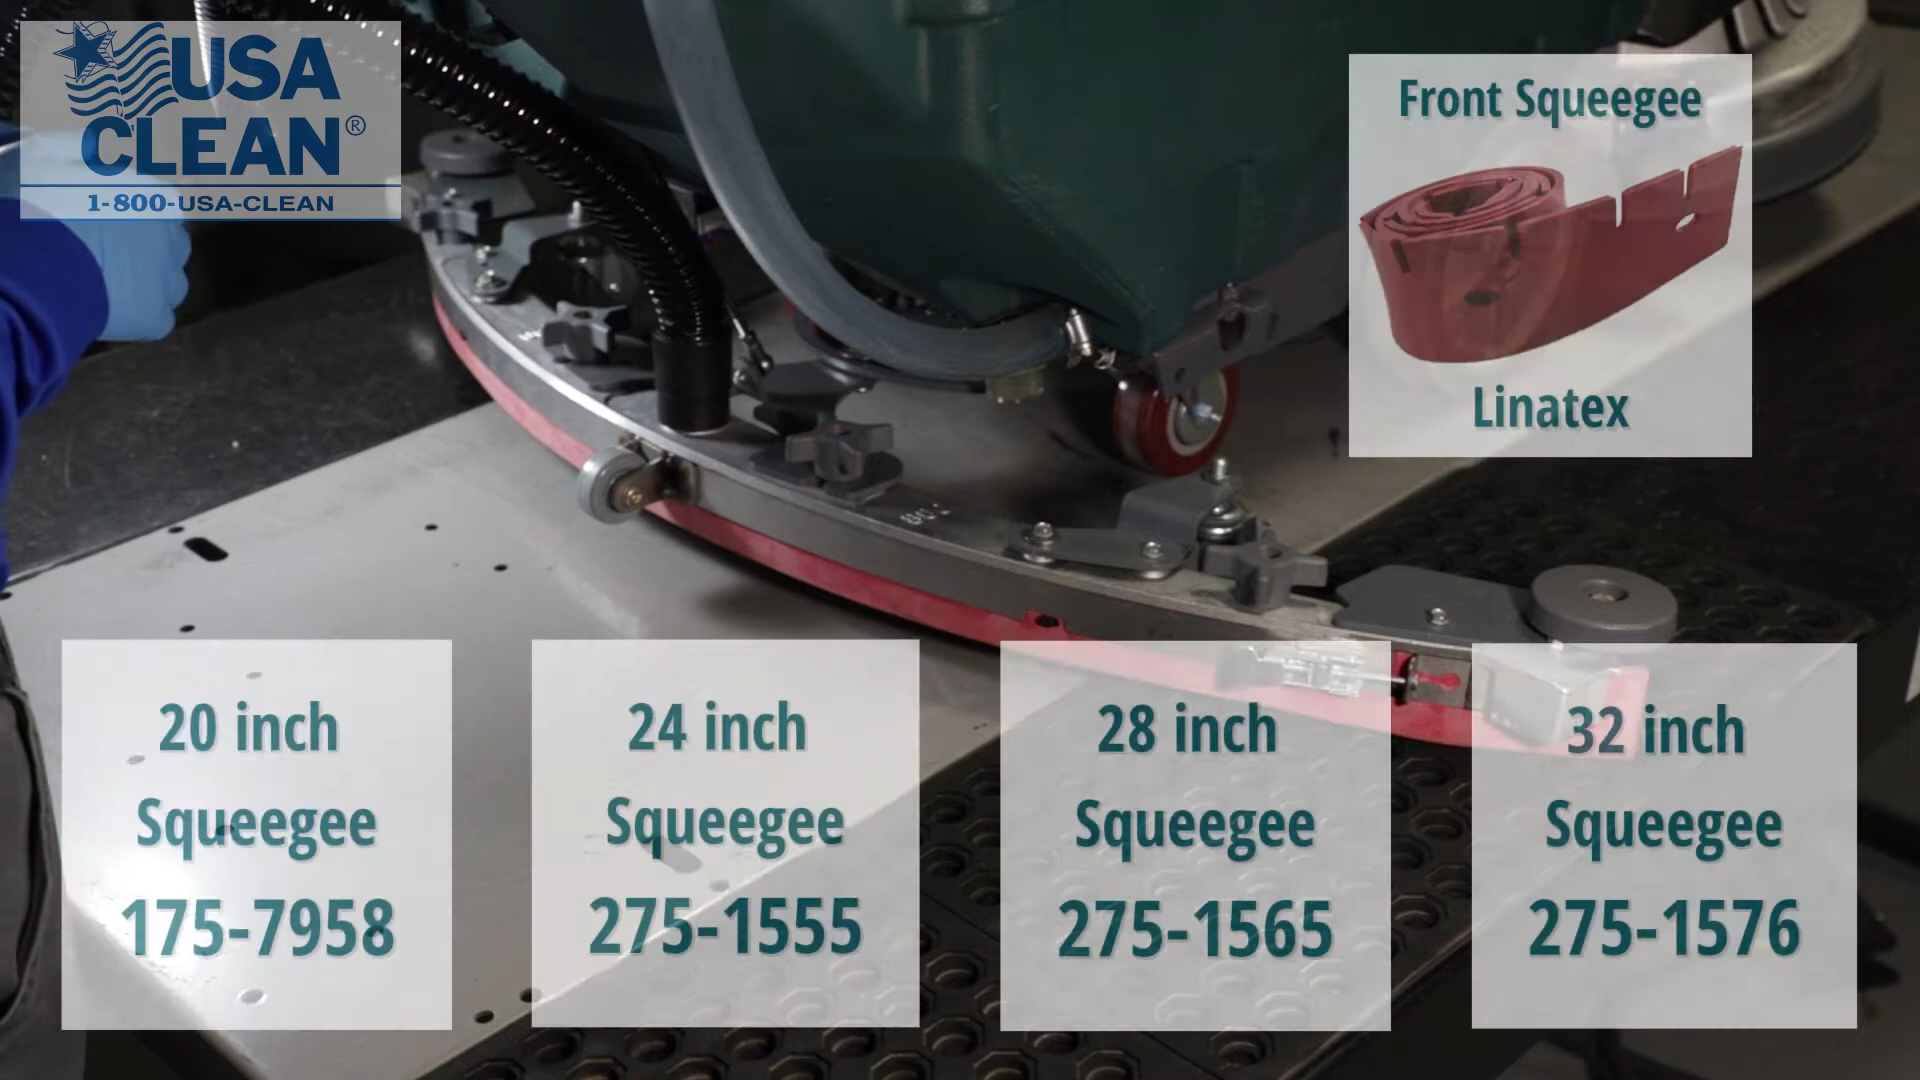 USA
CLEAN®
1-800-USA-CLEAN
Front Squeegee
Linatex
20 inch
Squeegee
175-7958
24 inch
Squeegee
275-1555
28 inch
Squeegee
275-1565
32 inch
Squeegee
275-1576